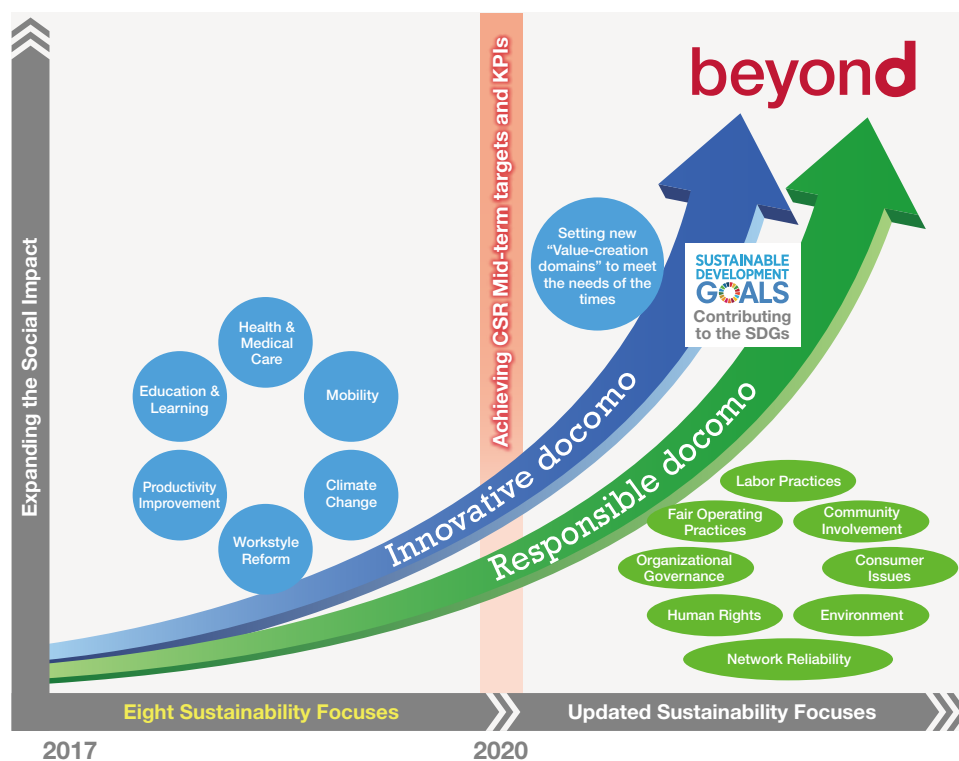 beyond
Expanding the Social Impact
Achieving CSR Mid-term targets and KPIs
Setting new
“Value-creation
domains” to meet
the needs of the
times
SUSTAINABLE
DEVELOPMENT
GOALS
Contributing
to the SDGs
Health &
Medical
Care
Education &
Learning
Mobility
Productivity
Improvement
Climate
Change
Workstyle
Reform
Innovative docomo
Responsible docomo
Labor Practices
Fair Operating
Practices
Community
Involvement
Organizational
Governance
Consumer
Issues
Human Rights
Environment
Network Reliability
Eight Sustainability Focuses
Updated Sustainability Focuses
2017
2020